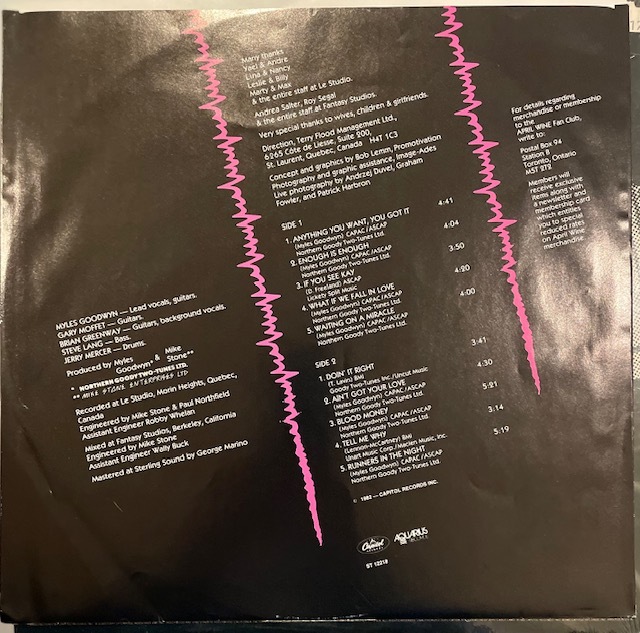 Many thanks
Yael & Andre
Lina & Nancy
Leslie & Billy
Marty & Max
& the entire staff at Le Studio.
Andrea Salter, Roy Segal
& the entire staff at Fantasy Studios.
Very special thanks to wives, children & girlfriends.
Direction, Terry Flood Management Ltd.,
6265 Côte de Liesse, Suite 200,
St. Laurent, Quebec, Canada H4T 1C3
Concept and graphics by Bob Lemm, Promotivation
Photography and graphic assistance, Image-Ades
Live photography by Andrzej Duvel, Graham
Fowler, and Patrick Harbron
SIDE 1
1. ANYTHING YOU WANT, YOU GOT IT 4:41
(Myles Goodwyn) CAPAC/ASCAP
Northern Goody Two-Tunes Ltd.
2. ENOUGH IS ENOUGH 4:04
(Myles Goodwyn) CAPAC/ASCAP
Northern Goody Two-Tunes Ltd.
3. IF YOU SEE KAY 3:50
(D. Freeland) ASCAP
Lickety Split Music
4. WHAT IF WE FALL IN LOVE 4:20
(Myles Goodwyn) CAPAC/ASCAP
Northern Goody Two-Tunes Ltd.
5. WAITING ON A MIRACLE 4:00
(Myles Goodwyn) CAPAC/ASCAP
Northern Goody Two-Tunes Ltd.
SIDE 2
1. DOIN' IT RIGHT 3:41
(T. Lavin) BMI
Goody Two-Tunes Inc./Uncut Music
2. AIN'T GOT YOUR LOVE 4:30
(Myles Goodwyn) CAPAC/ASCAP
Northern Goody Two-Tunes Ltd.
3. BLOOD MONEY 5:21
(Myles Goodwyn) CAPAC/ASCAP
Northern Goody Two-Tunes Ltd.
4. TELL ME WHY 3:14
(Lennon-McCartney) BMI
Unart Music Corp./Maclen Music, Inc.
5. RUNNERS IN THE NIGHT 5:19
(Myles Goodwyn) CAPAC/ASCAP
Northern Goody Two-Tunes Ltd.
© 1982 — CAPITOL RECORDS INC.
Capitol
AQUARIUS
ST 12218
MYLES GOODWYN — Lead vocals, guitars.
GARY MOFFET — Guitars.
BRIAN GREENWAY — Guitars, background vocals.
STEVE LANG — Bass.
JERRY MERCER — Drums.
Produced by Myles Goodwyn* & Mike Stone**
* NORTHERN GOODY TWO-TUNES LTD.
** MIKE STONE ENTERPRISES LTD
Recorded at Le Studio, Morin Heights, Quebec,
Canada
Engineered by Mike Stone & Paul Northfield
Assistant Engineer Robby Whelan
Mixed at Fantasy Studios, Berkeley, California
Engineered by Mike Stone
Assistant Engineer Wally Buck
Mastered at Sterling Sound by George Marino
For details regarding
merchandise or membership
to the
APRIL WINE Fan Club,
write to:
Postal Box 94
Station B
Toronto, Ontario
M5T 2T3
Members will
receive exclusive
items along with
a newsletter and
membership card
which entitles
you to special
reduced rates
on April Wine
merchandise.